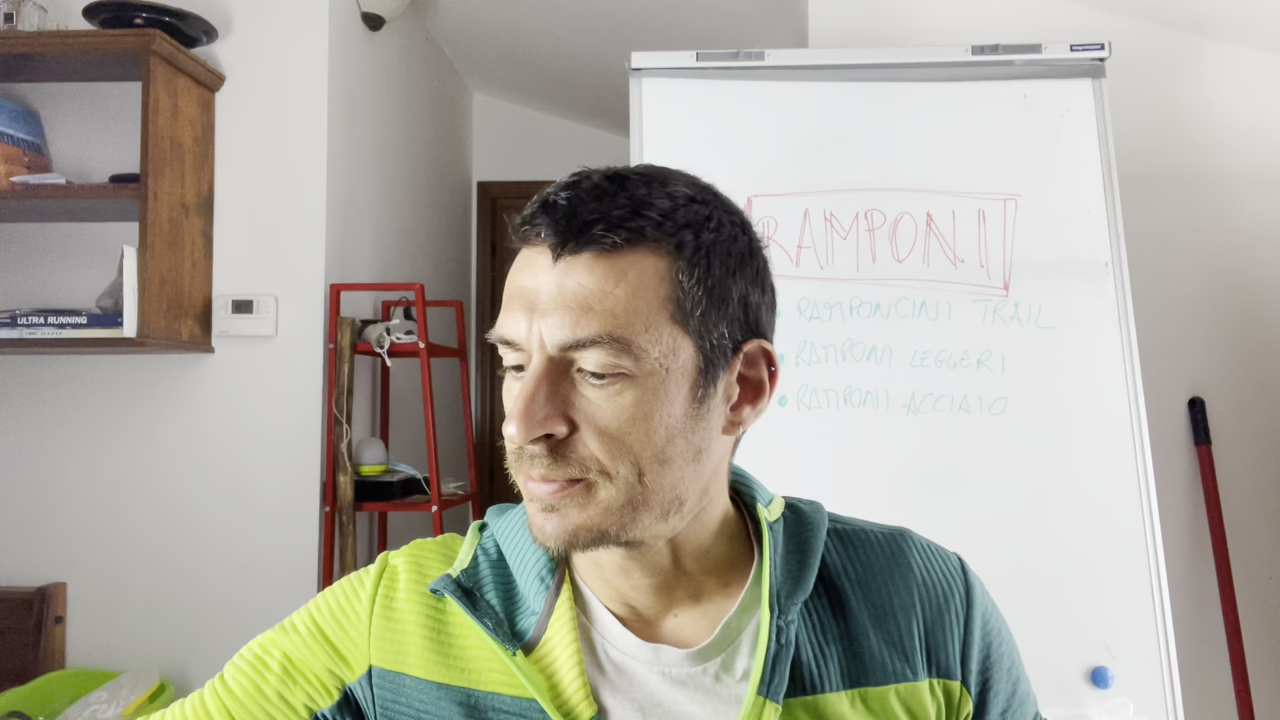 RAMPONI
RAMPONCINI TRAIL
RAMPONI LEGGERI
RAMPONI ACCIAIO
ULTRA RUNNING